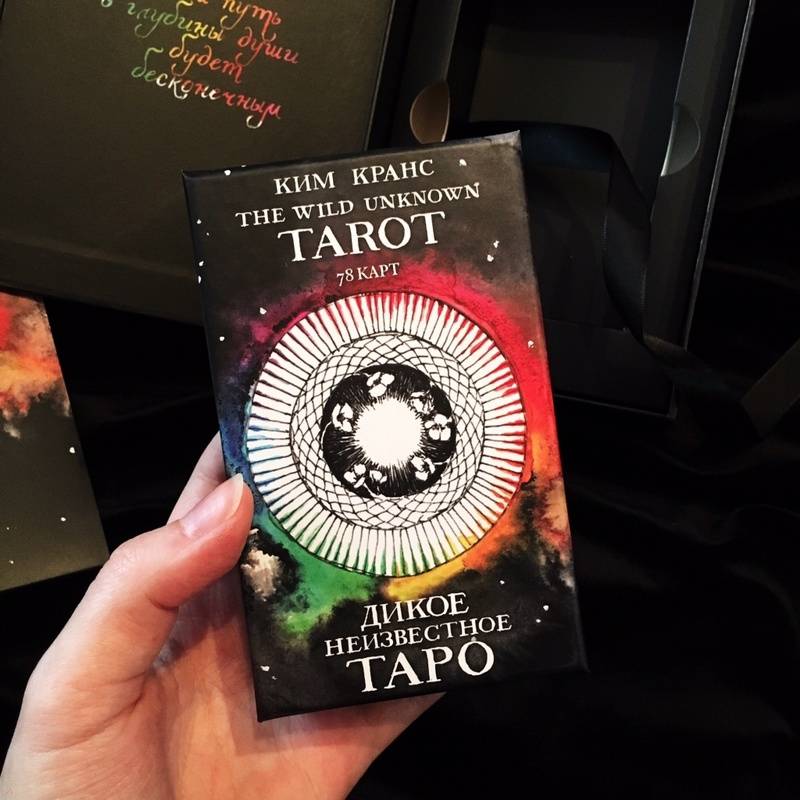 путь
глубины души
будет
бесконечным
КИМ КРАНС
THE WILD UNKNOWN
TAROT
78 КАРТ
ДИКОЕ
НЕИЗВЕСТНОЕ
ТАРО